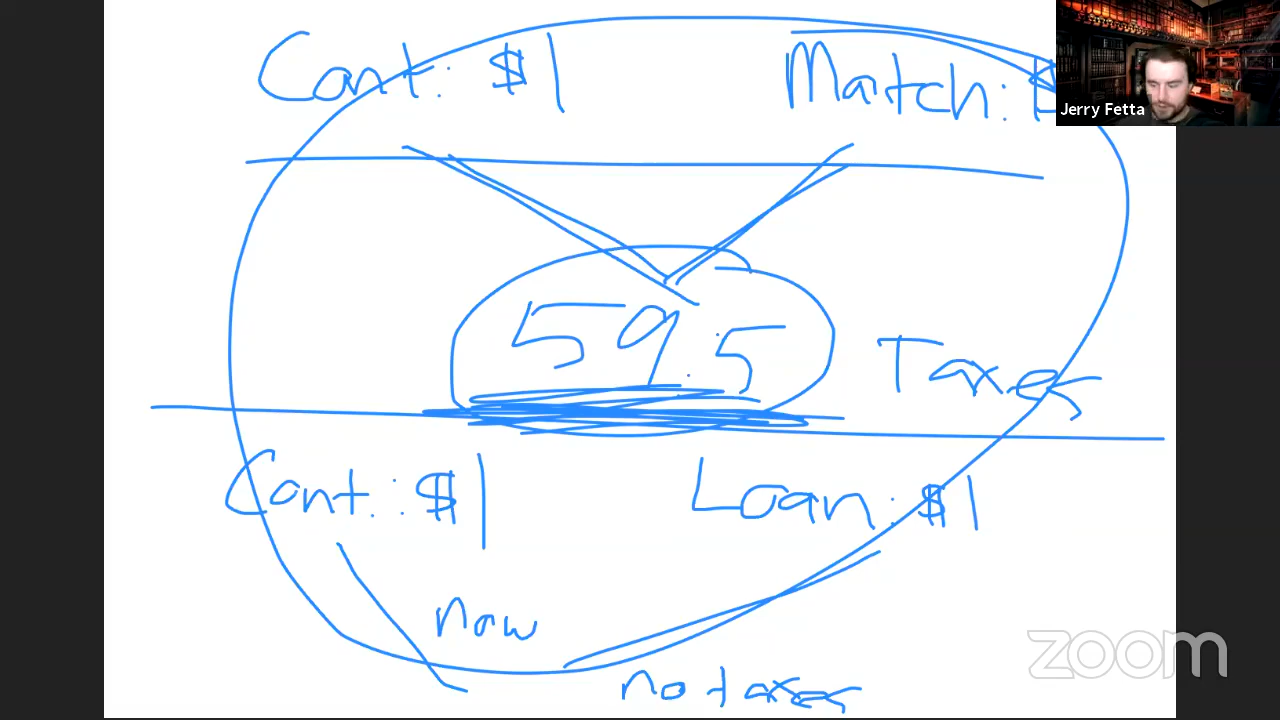 Cont: $1
Match: $
Jerry Fetta
59.5
Taxes
Cont.: $1
Loan: $1
now
no taxes
zoom